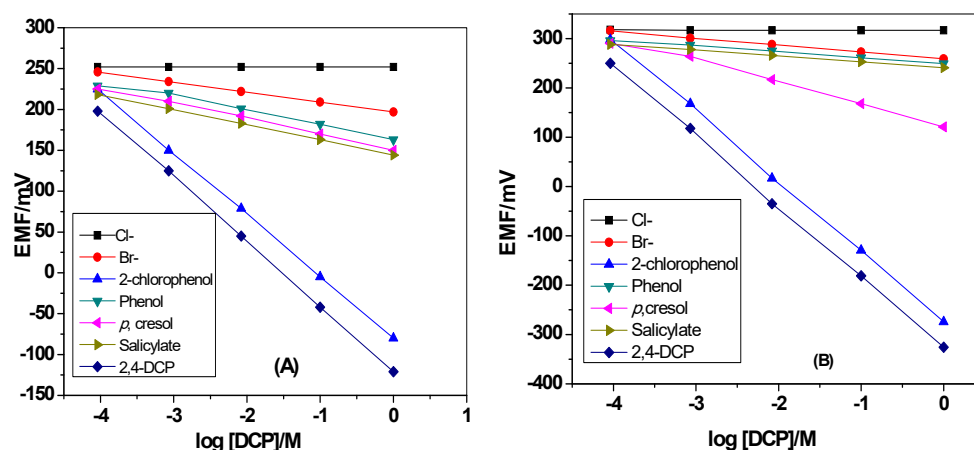 300
250
200
150
100
50
0
-50
-100
-150
EMF/mV
Cl-
Br-
2-chlorophenol
Phenol
p, cresol
Salicylate
2,4-DCP
(A)
-4 -3 -2 -1 0 1
log [DCP]/M
300
200
100
0
-100
-200
-300
-400
EMF/mV
Cl-
Br-
2-chlorophenol
Phenol
p,cresol
Salicylate
2,4-DCP
(B)
-4 -3 -2 -1 0
log [DCP]/M